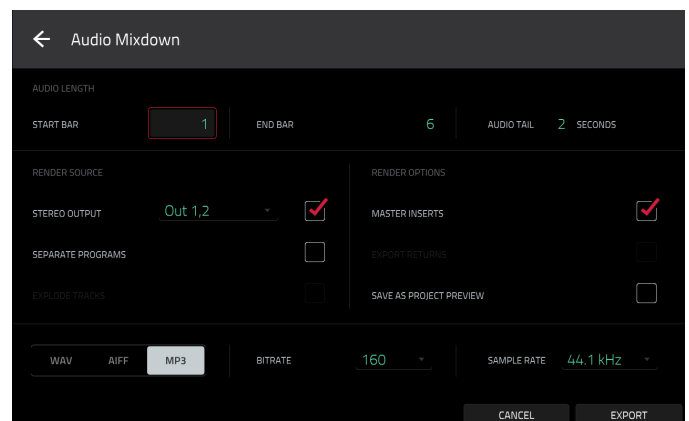 Audio Mixdown
AUDIO LENGTH
START BAR 1 END BAR 6 AUDIO TAIL 2 SECONDS
RENDER SOURCE RENDER OPTIONS
STEREO OUTPUT Out 1,2 MASTER INSERTS
SEPARATE PROGRAMS EXPORT RETURNS
EXPLODE TRACKS SAVE AS PROJECT PREVIEW
WAV AIFF MP3 BITRATE 160 SAMPLE RATE 44.1 kHz
CANCEL EXPORT